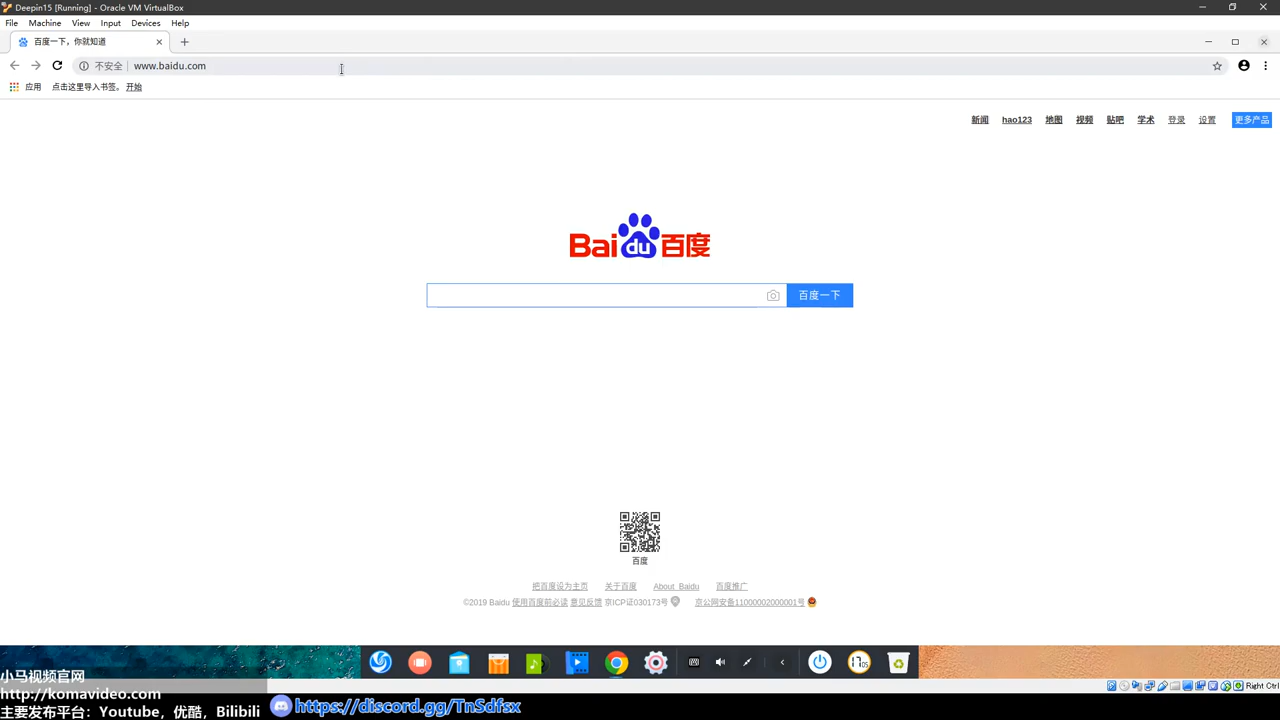 Deepin15 [Running] - Oracle VM VirtualBox
File Machine View Input Devices Help
百度一下，你就知道
不安全 www.baidu.com
应用 点击这里导入书签。 开始
新闻 hao123 地图 视频 贴吧 学术 登录 设置 更多产品
Baidu百度
百度一下
百度
把百度设为主页 关于百度 About Baidu 百度推广
©2019 Baidu 使用百度前必读 意见反馈 京ICP证030173号 京公网安备11000002000001号
17 05
Right Ctrl
小马视频官网
http://komavideo.com
主要发布平台：Youtube，优酷，Bilibili
https://discord.gg/TnSdfsx